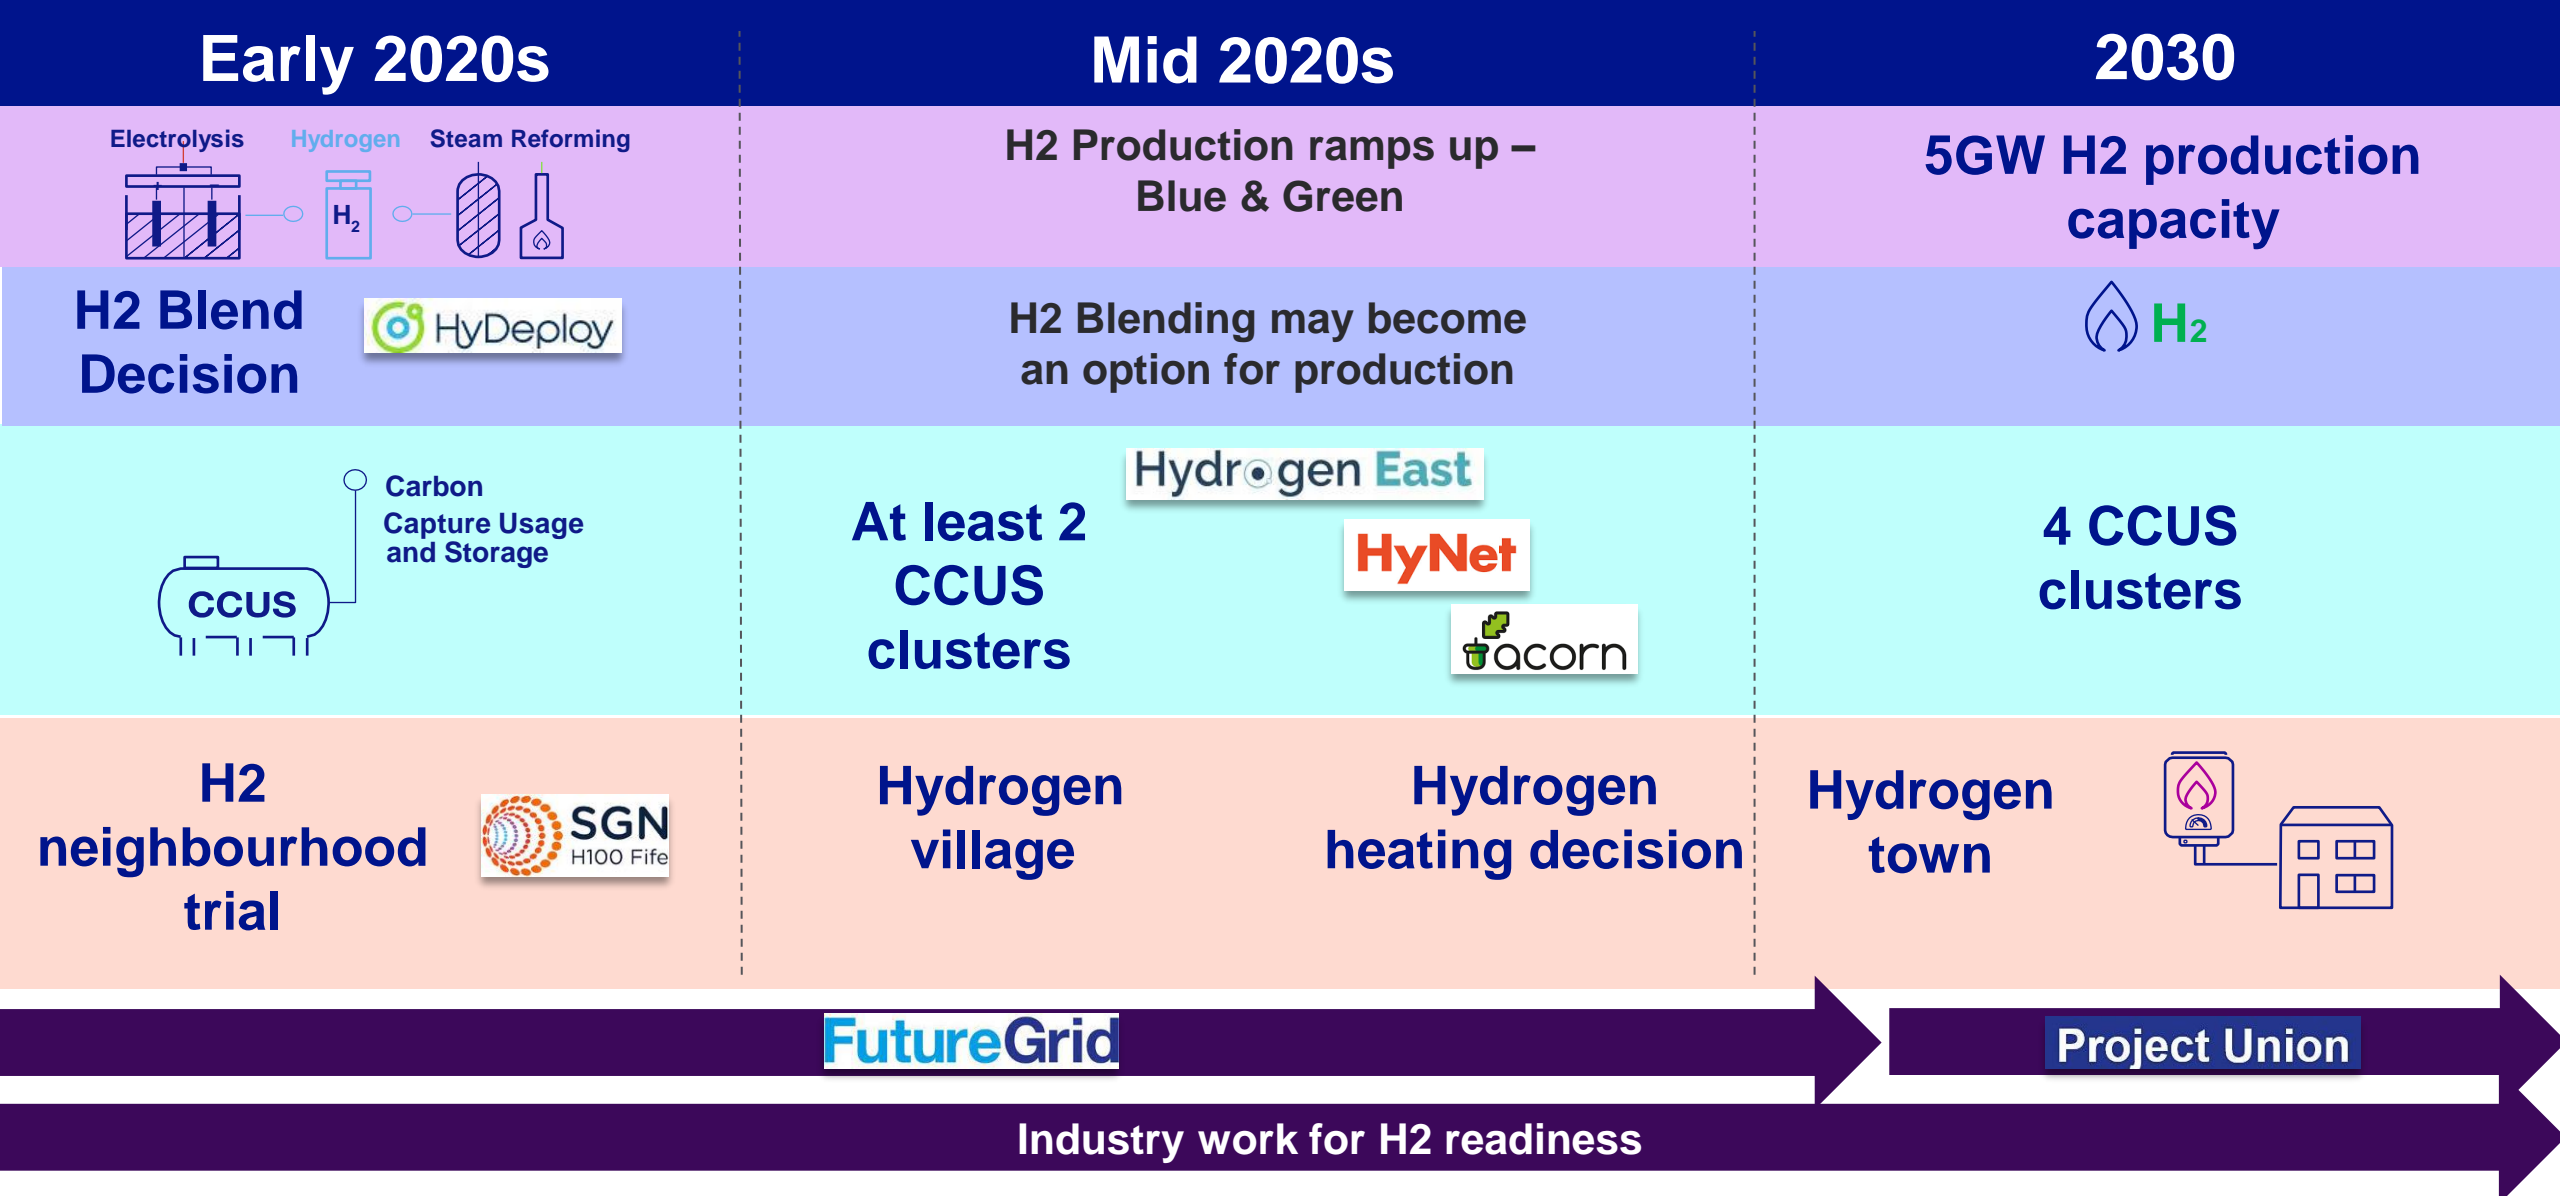 Early 2020s
Mid 2020s
2030
Electrolysis
Hydrogen
Steam Reforming
H2
H2 Production ramps up –
Blue & Green
5GW H2 production
capacity
H2 Blend
Decision
HyDeploy
H2 Blending may become
an option for production
H2
Carbon
Capture Usage
and Storage
CCUS
At least 2
CCUS
clusters
Hydrogen East
HyNet
acorn
4 CCUS
clusters
H2
neighbourhood
trial
SGN
H100 Fife
Hydrogen
village
Hydrogen
heating decision
Hydrogen
town
FutureGrid
Project Union
Industry work for H2 readiness